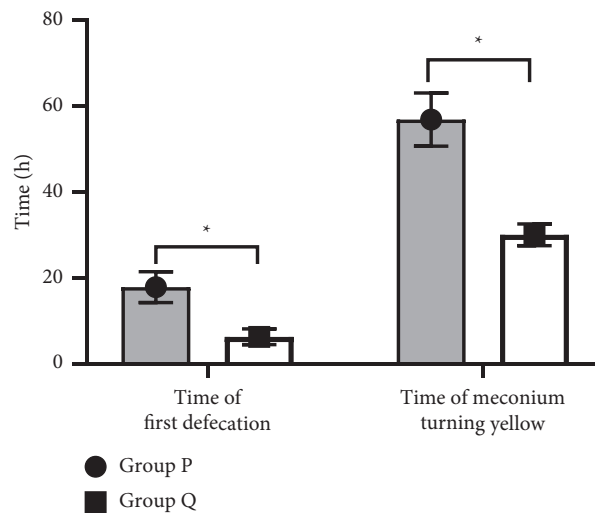 80
60
40
20
0
Time (h)
*
*
Time of
first defecation
Time of meconium
turning yellow
Group P
Group Q